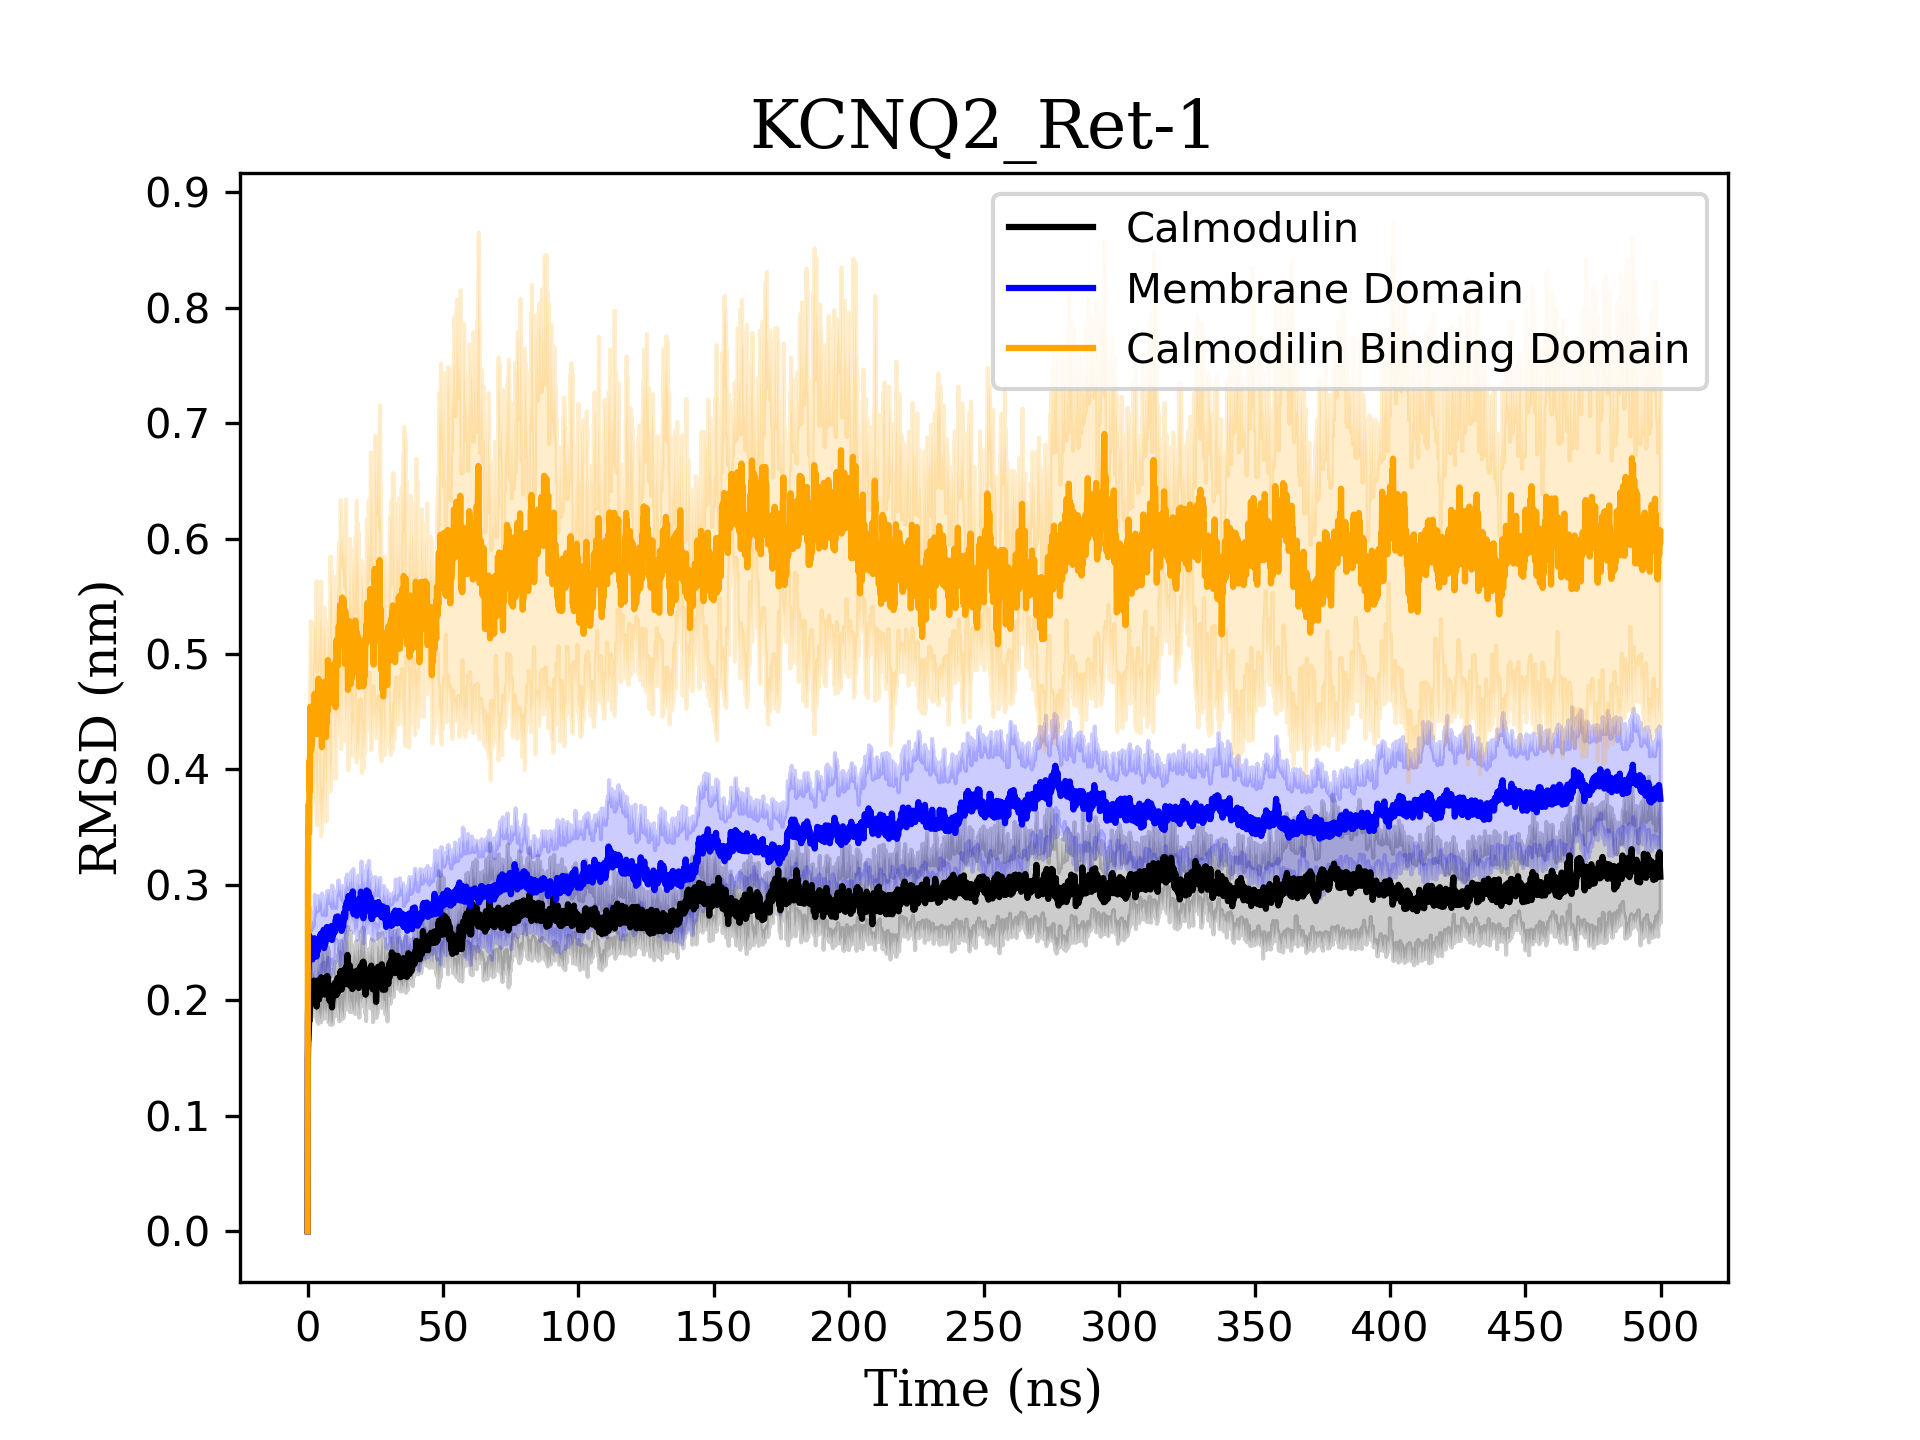 KCNQ2_Ret-1
0.9
0.8
0.7
0.6
0.5
0.4
0.3
0.2
0.1
0.0
RMSD (nm)
Calmodulin
Membrane Domain
Calmodilin Binding Domain
0 50 100 150 200 250 300 350 400 450 500
Time (ns)